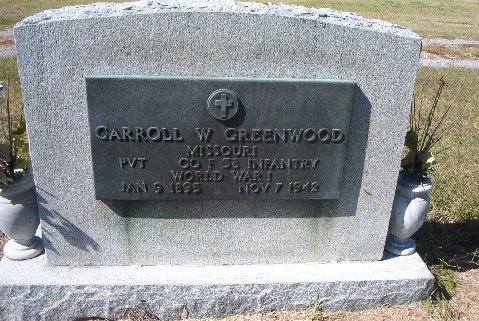 CARROLL W GREENWOOD
MISSOURI
PVT CO F 58 INFANTRY
WORLD WAR I
JAN 9 1895 NOV 7 1942